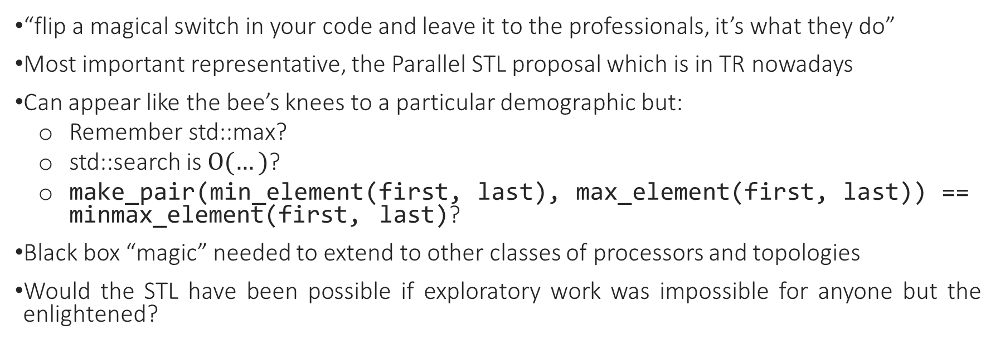 •“flip a magical switch in your code and leave it to the professionals, it’s what they do”
•Most important representative, the Parallel STL proposal which is in TR nowadays
•Can appear like the bee’s knees to a particular demographic but:
o Remember std::max?
o std::search is O(…)?
o make_pair(min_element(first, last), max_element(first, last)) ==
minmax_element(first, last)?
•Black box “magic” needed to extend to other classes of processors and topologies
•Would the STL have been possible if exploratory work was impossible for anyone but the
enlightened?